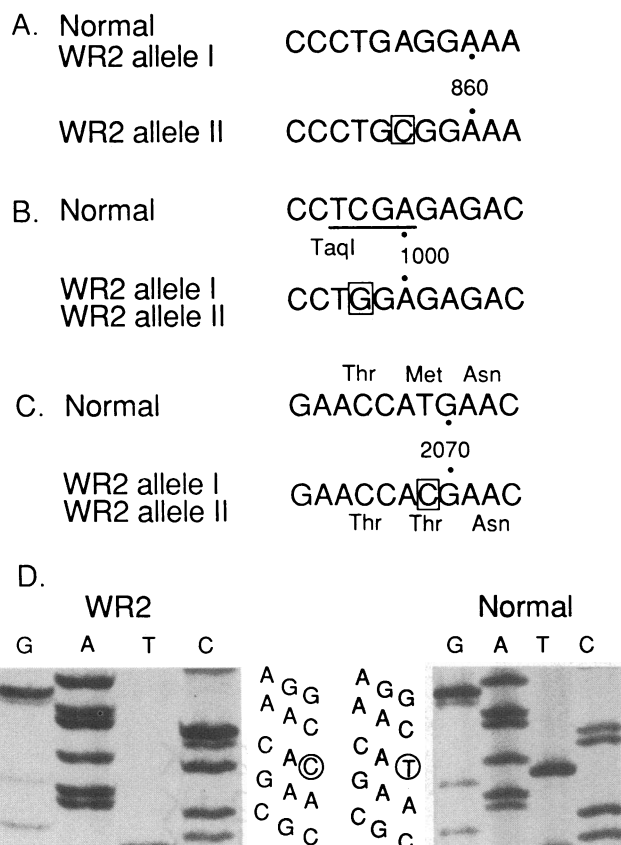 A. Normal CCCTGAGGAAA
WR2 allele I
860
WR2 allele II CCCTGCGGAAA
B. Normal CCTCGAGAGAC
TaqI
1000
WR2 allele I
WR2 allele II CCTGGAGAGAC
Thr Met Asn
C. Normal GAACCATGAAC
2070
WR2 allele I
WR2 allele II GAACCACGAAC
Thr Thr Asn
D.
WR2 Normal
G A T C G A T C
A G G A G G
A A C A A C
C A C C A T
G A A G A A
C G C C G C